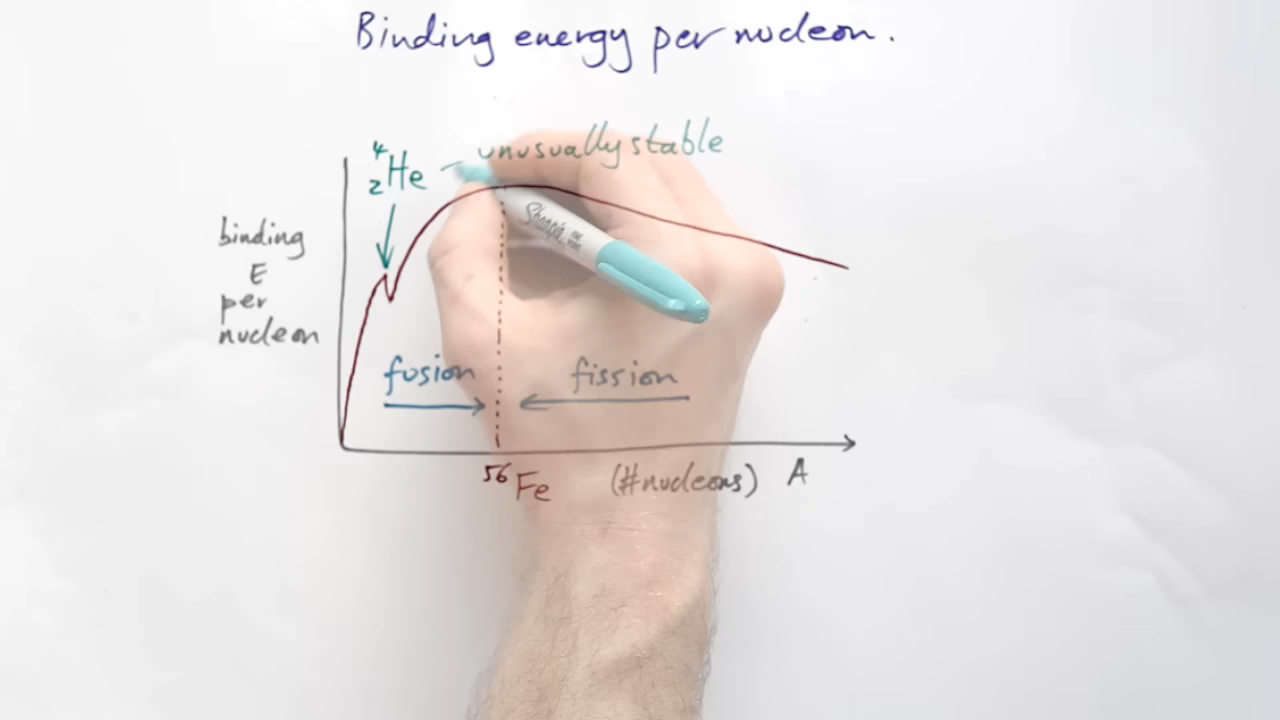 Binding energy per nucleon.
unusually stable
4
2He
binding
E
per
nucleon
Sharpie
fusion
fission
56Fe
(#nucleons) A